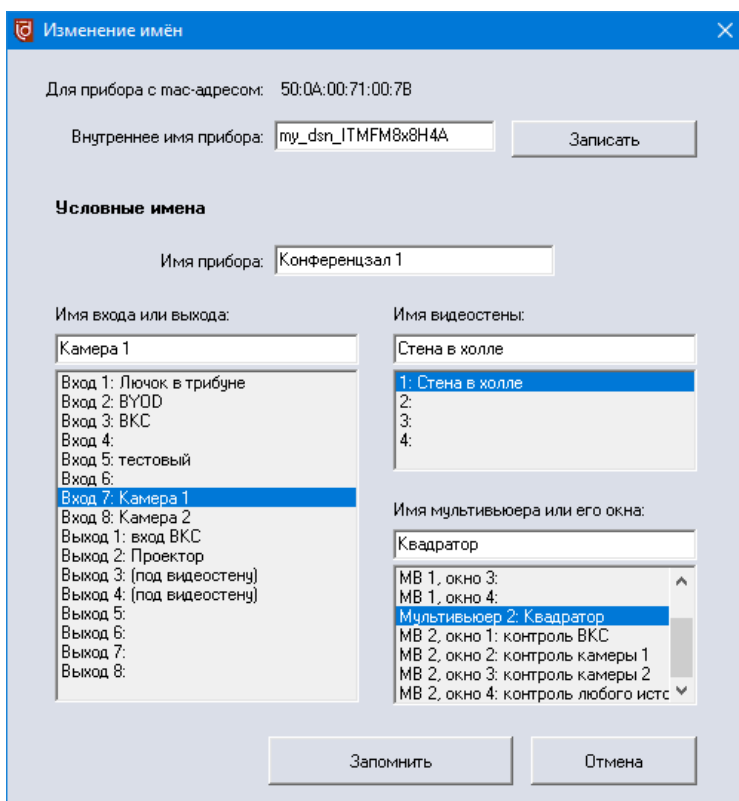 Изменение имён
Для прибора с mac-адресом: 50:0A:00:71:00:7B
Внутреннее имя прибора: my_dsn_ITMFM8x8H4A Записать
Условные имена
Имя прибора: Конференцзал 1
Имя входа или выхода:
Камера 1
Вход 1: Лючок в трибуне
Вход 2: BYOD
Вход 3: ВКС
Вход 4:
Вход 5: тестовый
Вход 6:
Вход 7: Камера 1
Вход 8: Камера 2
Выход 1: вход ВКС
Выход 2: Проектор
Выход 3: (под видеостену)
Выход 4: (под видеостену)
Выход 5:
Выход 6:
Выход 7:
Выход 8:
Имя видеостены:
Стена в холле
1: Стена в холле
2:
3:
4:
Имя мультивьюера или его окна:
Квадратор
МВ 1, окно 3:
МВ 1, окно 4:
Мультивьюер 2: Квадратор
МВ 2, окно 1: контроль ВКС
МВ 2, окно 2: контроль камеры 1
МВ 2, окно 3: контроль камеры 2
МВ 2, окно 4: контроль любого истс
Запомнить Отмена